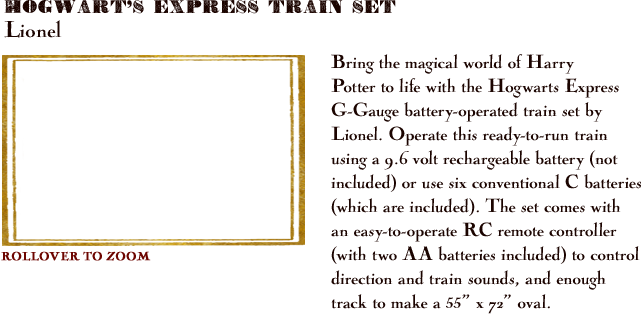 HOGWART'S EXPRESS TRAIN SET
Lionel
Bring the magical world of Harry
Potter to life with the Hogwarts Express
G-Gauge battery-operated train set by
Lionel. Operate this ready-to-run train
using a 9.6 volt rechargeable battery (not
included) or use six conventional C batteries
(which are included). The set comes with
an easy-to-operate RC remote controller
(with two AA batteries included) to control
direction and train sounds, and enough
track to make a 55” x 72” oval.
ROLLOVER TO ZOOM